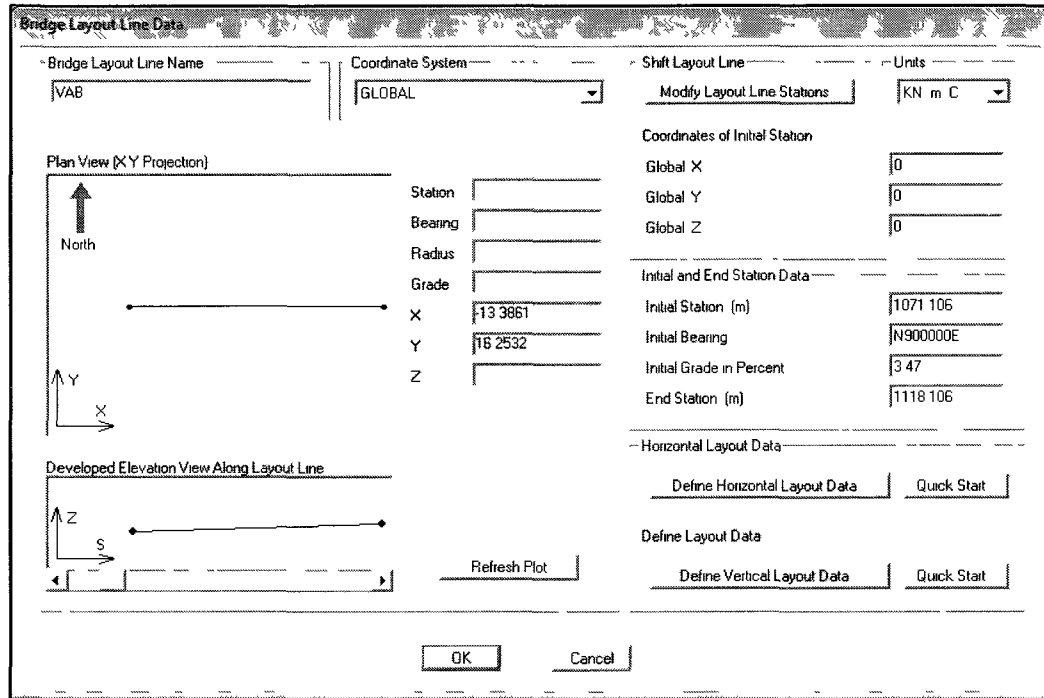 Bridge Layout Line Data
Bridge Layout Line Name
VAB
Coordinate System
GLOBAL
Shift Layout Line
Modify Layout Line Stations
Units
KN m C
Coordinates of Initial Station
Global X
0
Global Y
0
Global Z
0
Plan View (X Y Projection)
North
Y
X
Station
Bearing
Radius
Grade
X
-13 3861
Y
16 2532
Z
Initial and End Station Data
Initial Station (m)
1071 106
Initial Bearing
N900000E
Initial Grade in Percent
3 47
End Station (m)
1118 106
Horizontal Layout Data
Define Horizontal Layout Data
Quick Start
Developed Elevation View Along Layout Line
Z
S
Refresh Plot
Define Layout Data
Define Vertical Layout Data
Quick Start
OK
Cancel